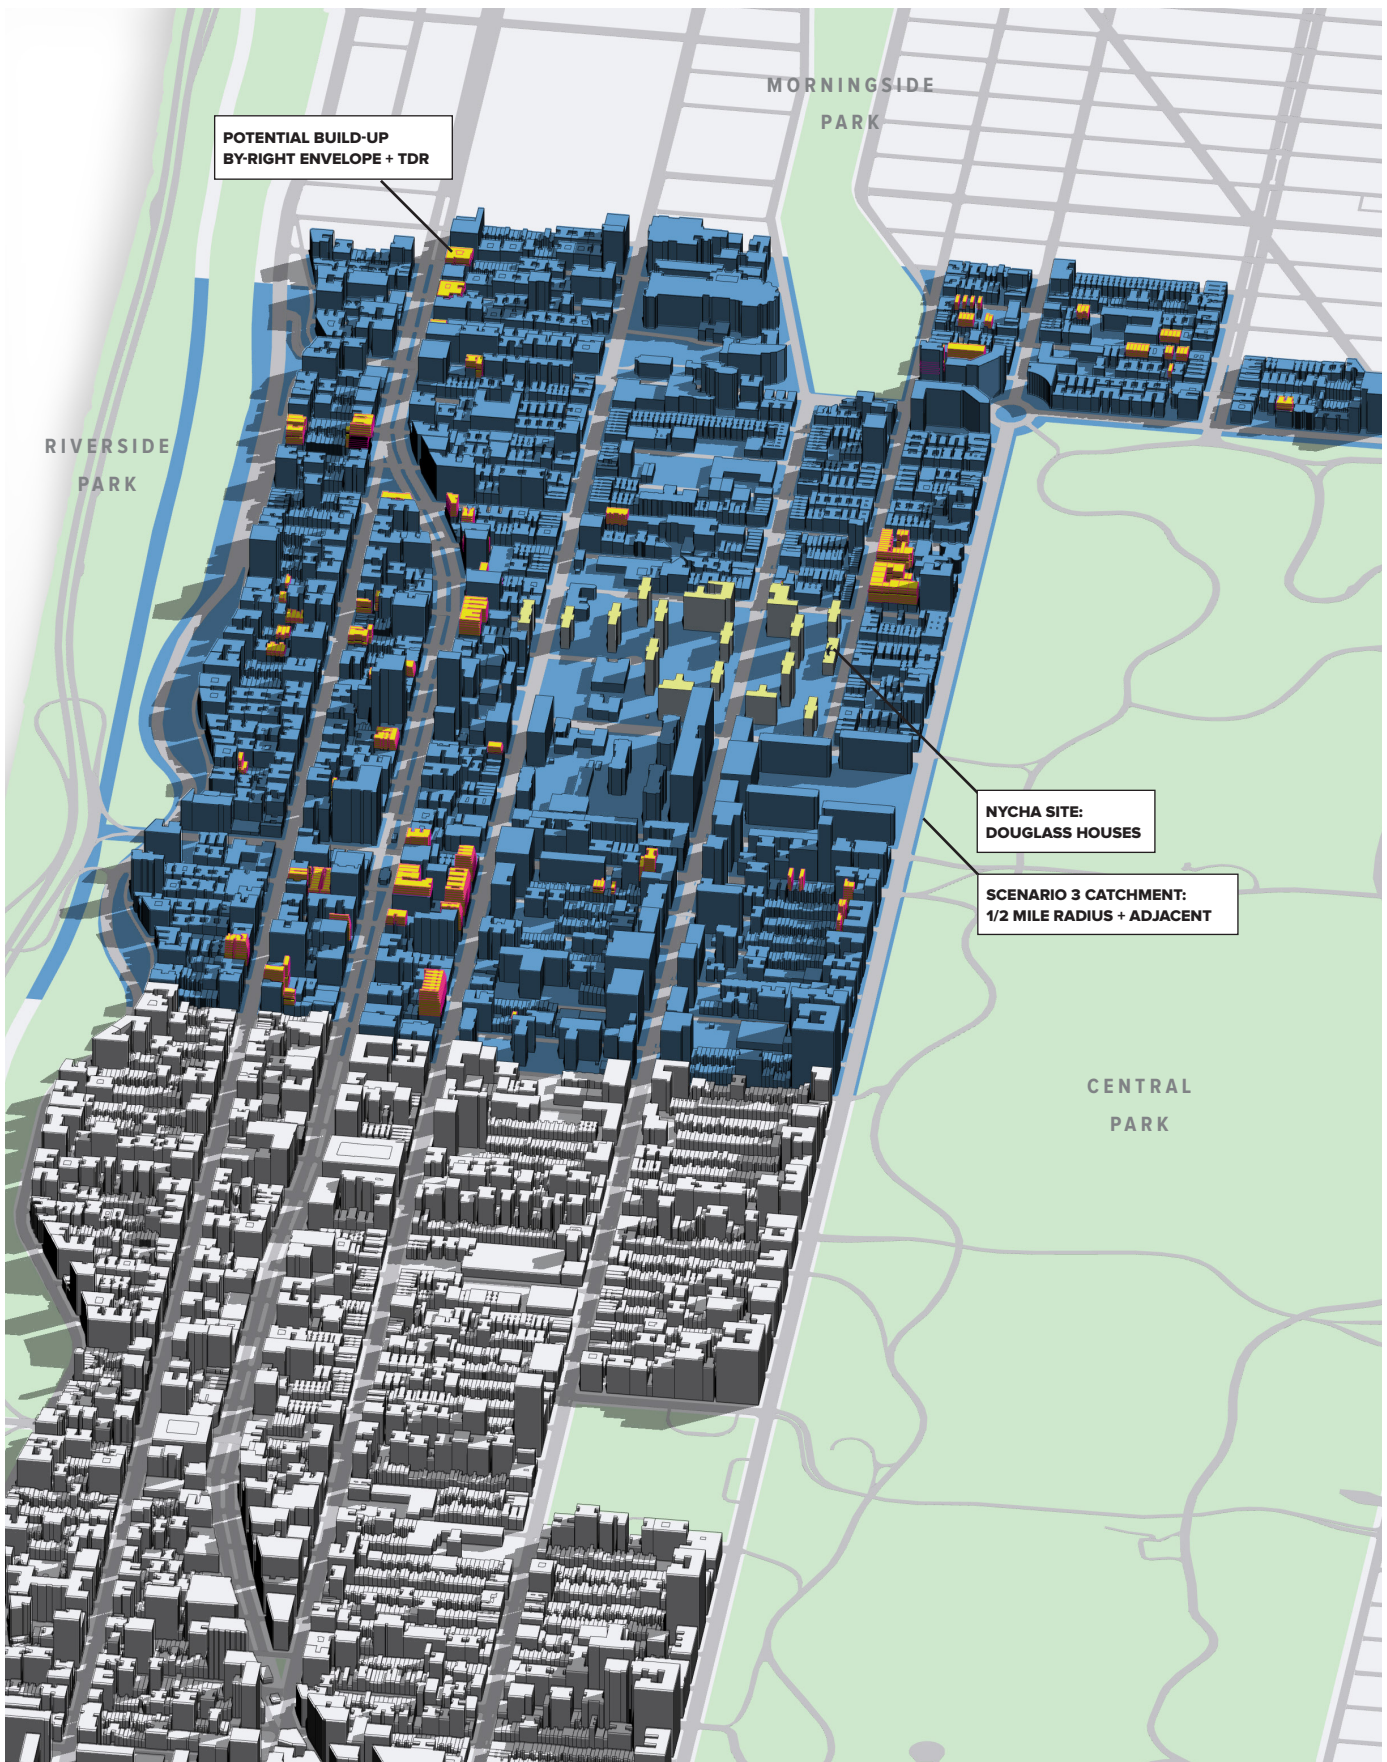 MORNINGSIDE
PARK
POTENTIAL BUILD-UP
BY-RIGHT ENVELOPE + TDR
RIVERSIDE
PARK
NYCHA SITE:
DOUGLASS HOUSES
SCENARIO 3 CATCHMENT:
1/2 MILE RADIUS + ADJACENT
CENTRAL
PARK